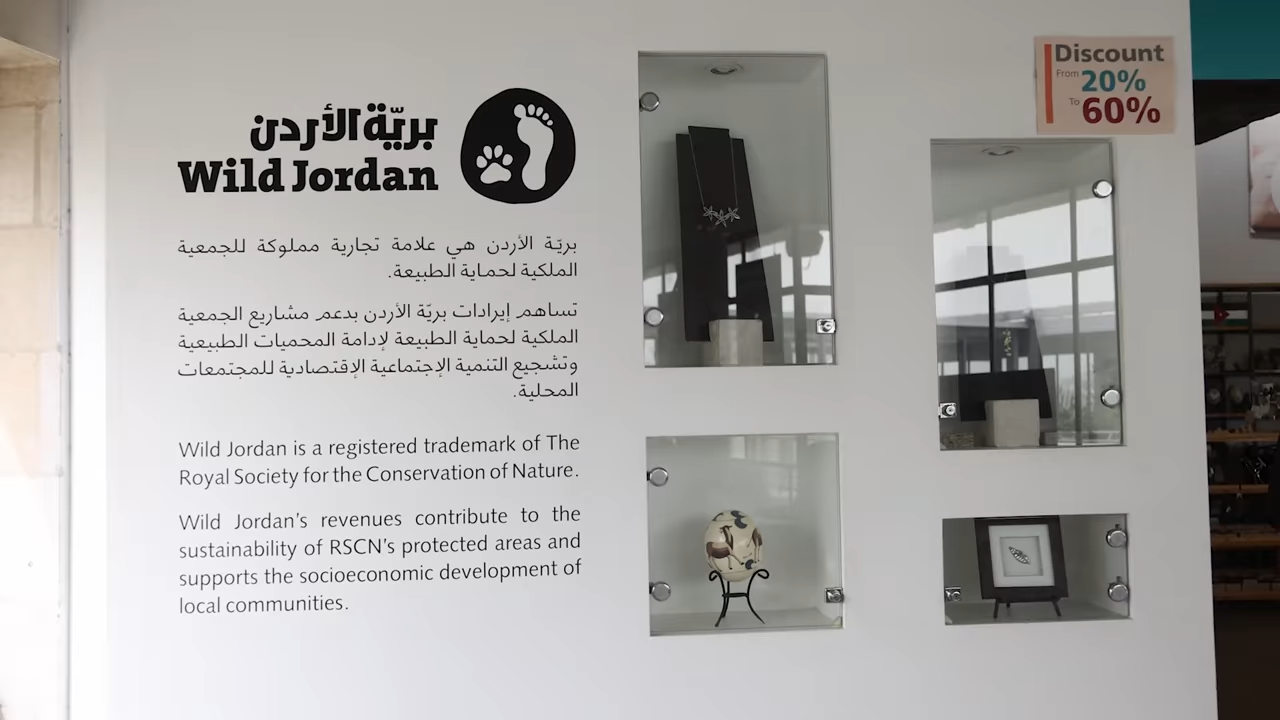 بريّة الأردن
Wild Jordan
بريّة الأردن هي علامة تجارية مملوكة للجمعية
الملكية لحماية الطبيعة.
تساهم إيرادات بريّة الأردن بدعم مشاريع الجمعية
الملكية لحماية الطبيعة لإدامة المحميات الطبيعية
وتشجيع التنمية الإجتماعية الإقتصادية للمجتمعات
المحلية.
Wild Jordan is a registered trademark of The
Royal Society for the Conservation of Nature.
Wild Jordan's revenues contribute to the
sustainability of RSCN's protected areas and
supports the socioeconomic development of
local communities.
Discount
From 20%
To 60%